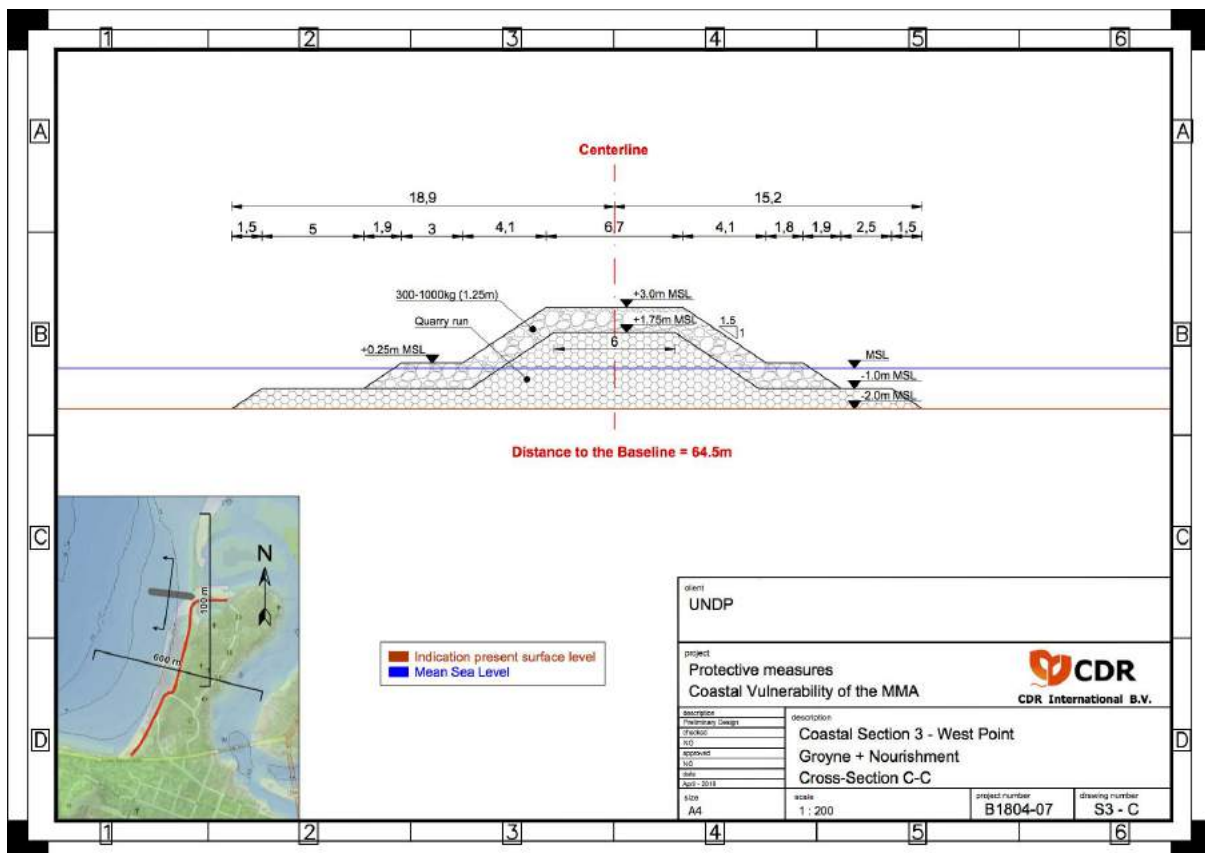 1 2 3 4 5 6
A A
Centerline
18,9 15,2
1,5 5 1,9 3 4,1 6,7 4,1 1,8 1,9 2,5 1,5
300-1000kg (1.25m)
+3.0m MSL
Quarry run
+1.75m MSL
1.5
1
B B
6
+0.25m MSL
MSL
-1.0m MSL
-2.0m MSL
Distance to the Baseline = 64.5m
C C
N
100 m
600 m
Indication present surface level
Mean Sea Level
client
UNDP
project
Protective measures
Coastal Vulnerability of the MMA
CDR
CDR International B.V.
description
Preliminary Design
checked
NO
approved
NO
date
April - 2018
description
Coastal Section 3 - West Point
Groyne + Nourishment
Cross-Section C-C
D D
size
A4
scale
1 : 200
project number
B1804-07
drawing number
S3 - C
1 2 3 4 5 6